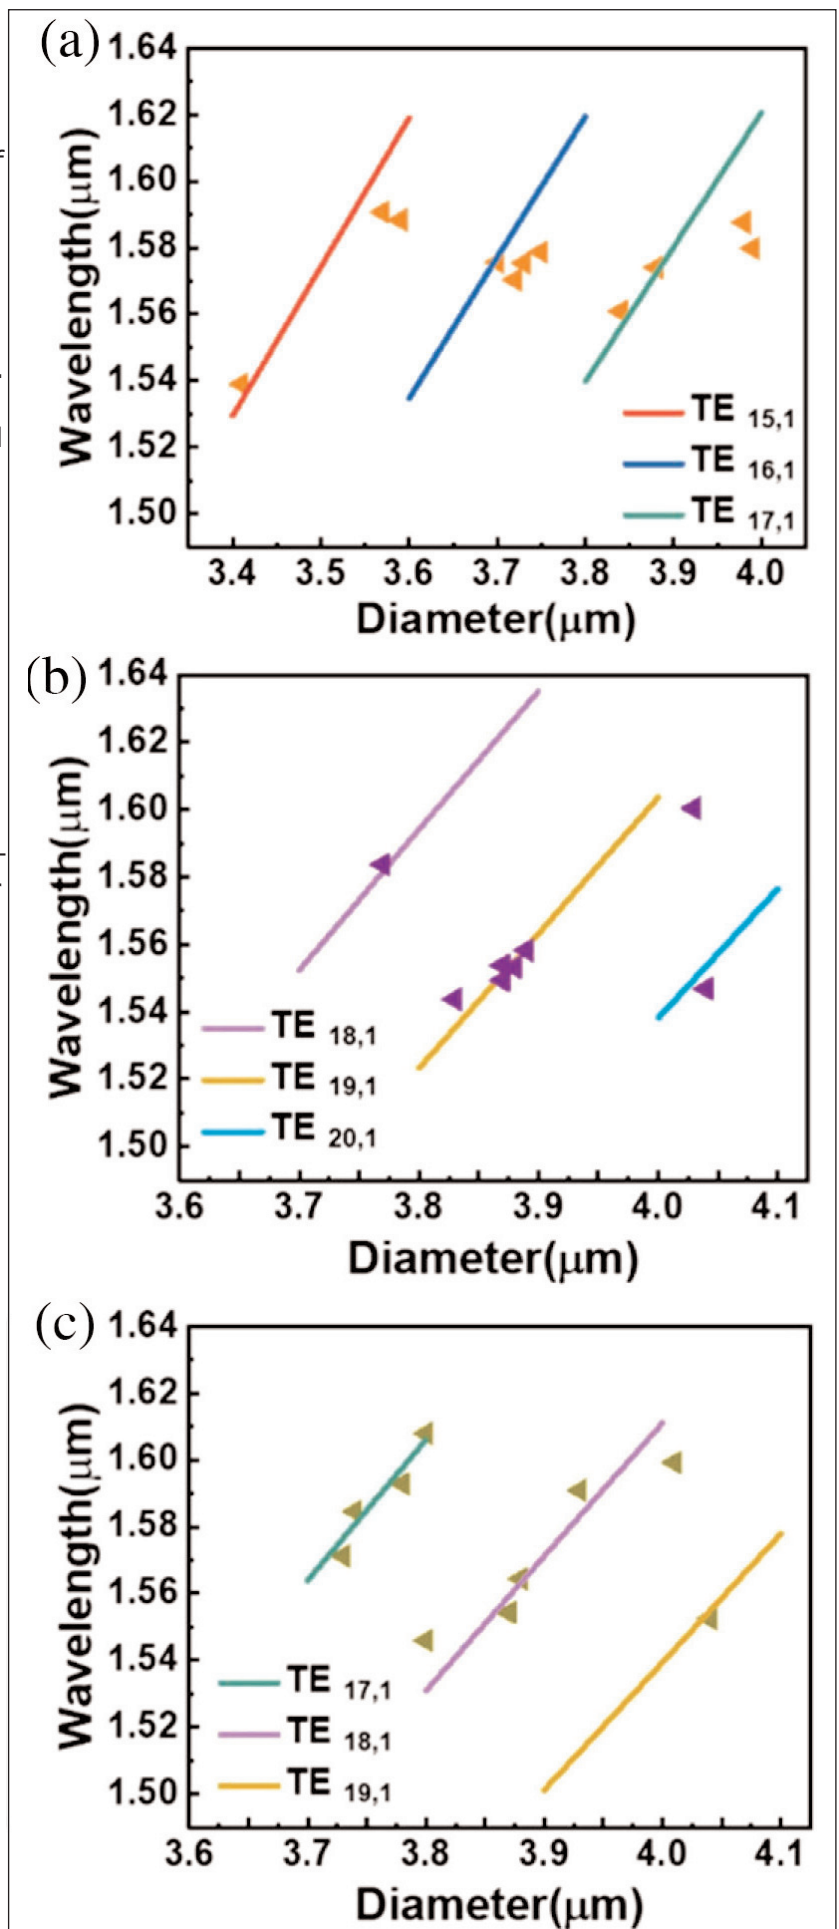 (a)
1.64
1.62
1.60
1.58
1.56
1.54
1.52
1.50
Wavelength(μm)
TE 15,1
TE 16,1
TE 17,1
3.4 3.5 3.6 3.7 3.8 3.9 4.0
Diameter(μm)
(b)
1.64
1.62
1.60
1.58
1.56
1.54
1.52
1.50
Wavelength(μm)
TE 18,1
TE 19,1
TE 20,1
3.6 3.7 3.8 3.9 4.0 4.1
Diameter(μm)
(c)
1.64
1.62
1.60
1.58
1.56
1.54
1.52
1.50
Wavelength(μm)
TE 17,1
TE 18,1
TE 19,1
3.6 3.7 3.8 3.9 4.0 4.1
Diameter(μm)